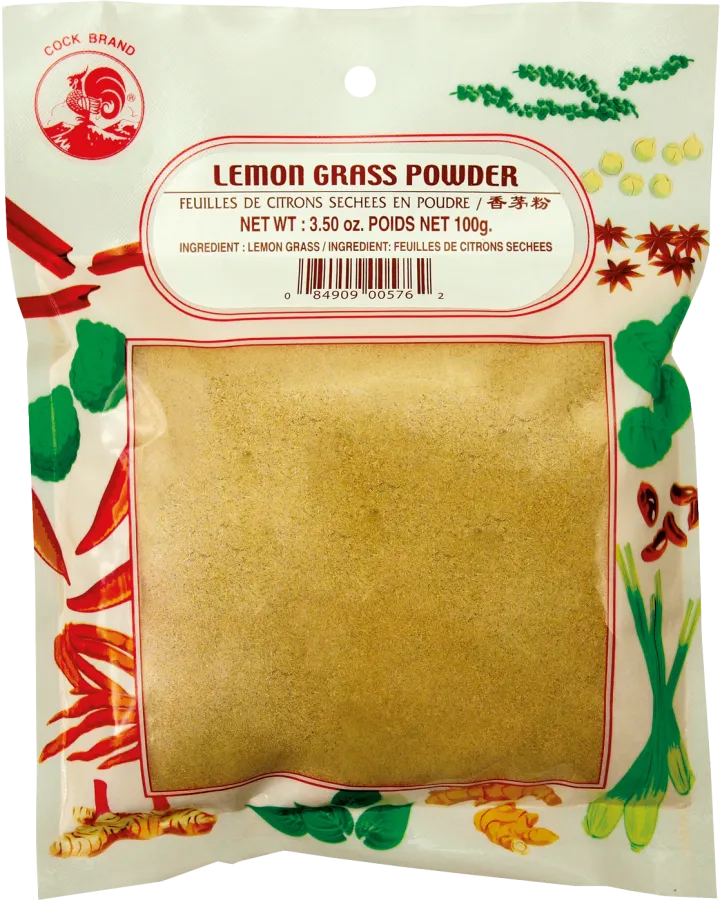 COCK BRAND
®
LEMON GRASS POWDER
FEUILLES DE CITRONS SECHEES EN POUDRE / 香茅粉
NET WT : 3.50 oz. POIDS NET 100g.
INGREDIENT : LEMON GRASS / INGREDIENT: FEUILLES DE CITRONS SECHEES
0 84909 00576 2